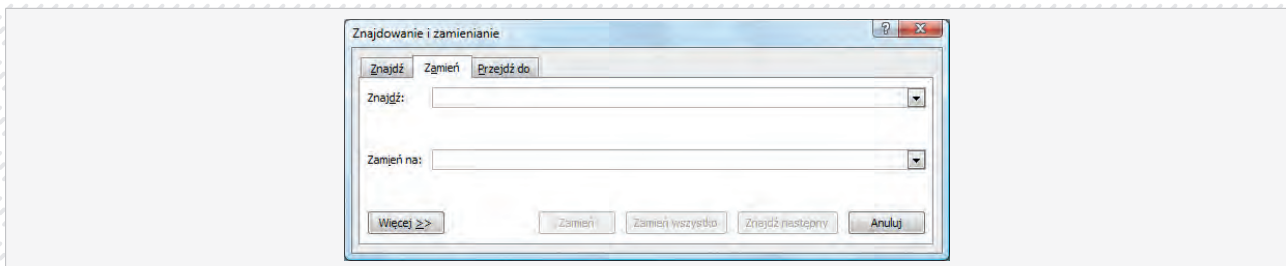 Znajdowanie i zamienianie
Znajdź Zamień Przejdź do
Znajdź:
Zamień na:
Więcej >> Zamień Zamień wszystko Znajdź następny Anuluj